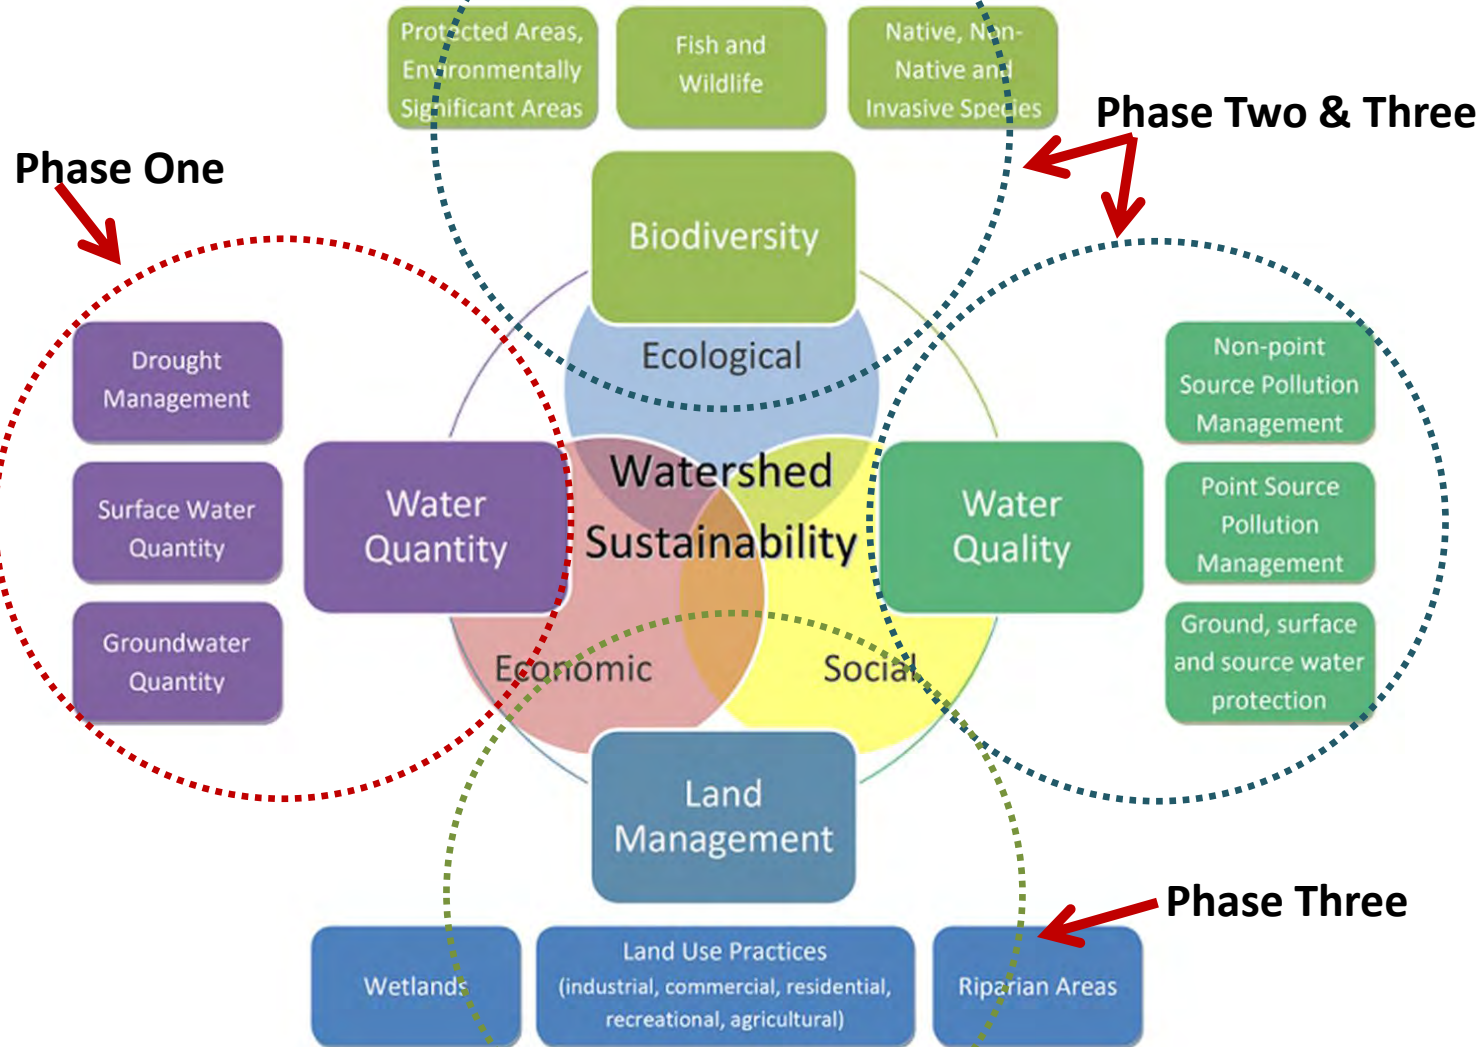 Protected Areas,
Environmentally
Significant Areas
Fish and
Wildlife
Native, Non-
Native and
Invasive Species
Phase Two & Three
Phase One
Biodiversity
Ecological
Drought
Management
Non-point
Source Pollution
Management
Watershed
Sustainability
Water
Quantity
Water
Quality
Surface Water
Quantity
Point Source
Pollution
Management
Groundwater
Quantity
Ground, surface
and source water
protection
Economic
Social
Land
Management
Phase Three
Wetlands
Land Use Practices
(industrial, commercial, residential,
recreational, agricultural)
Riparian Areas